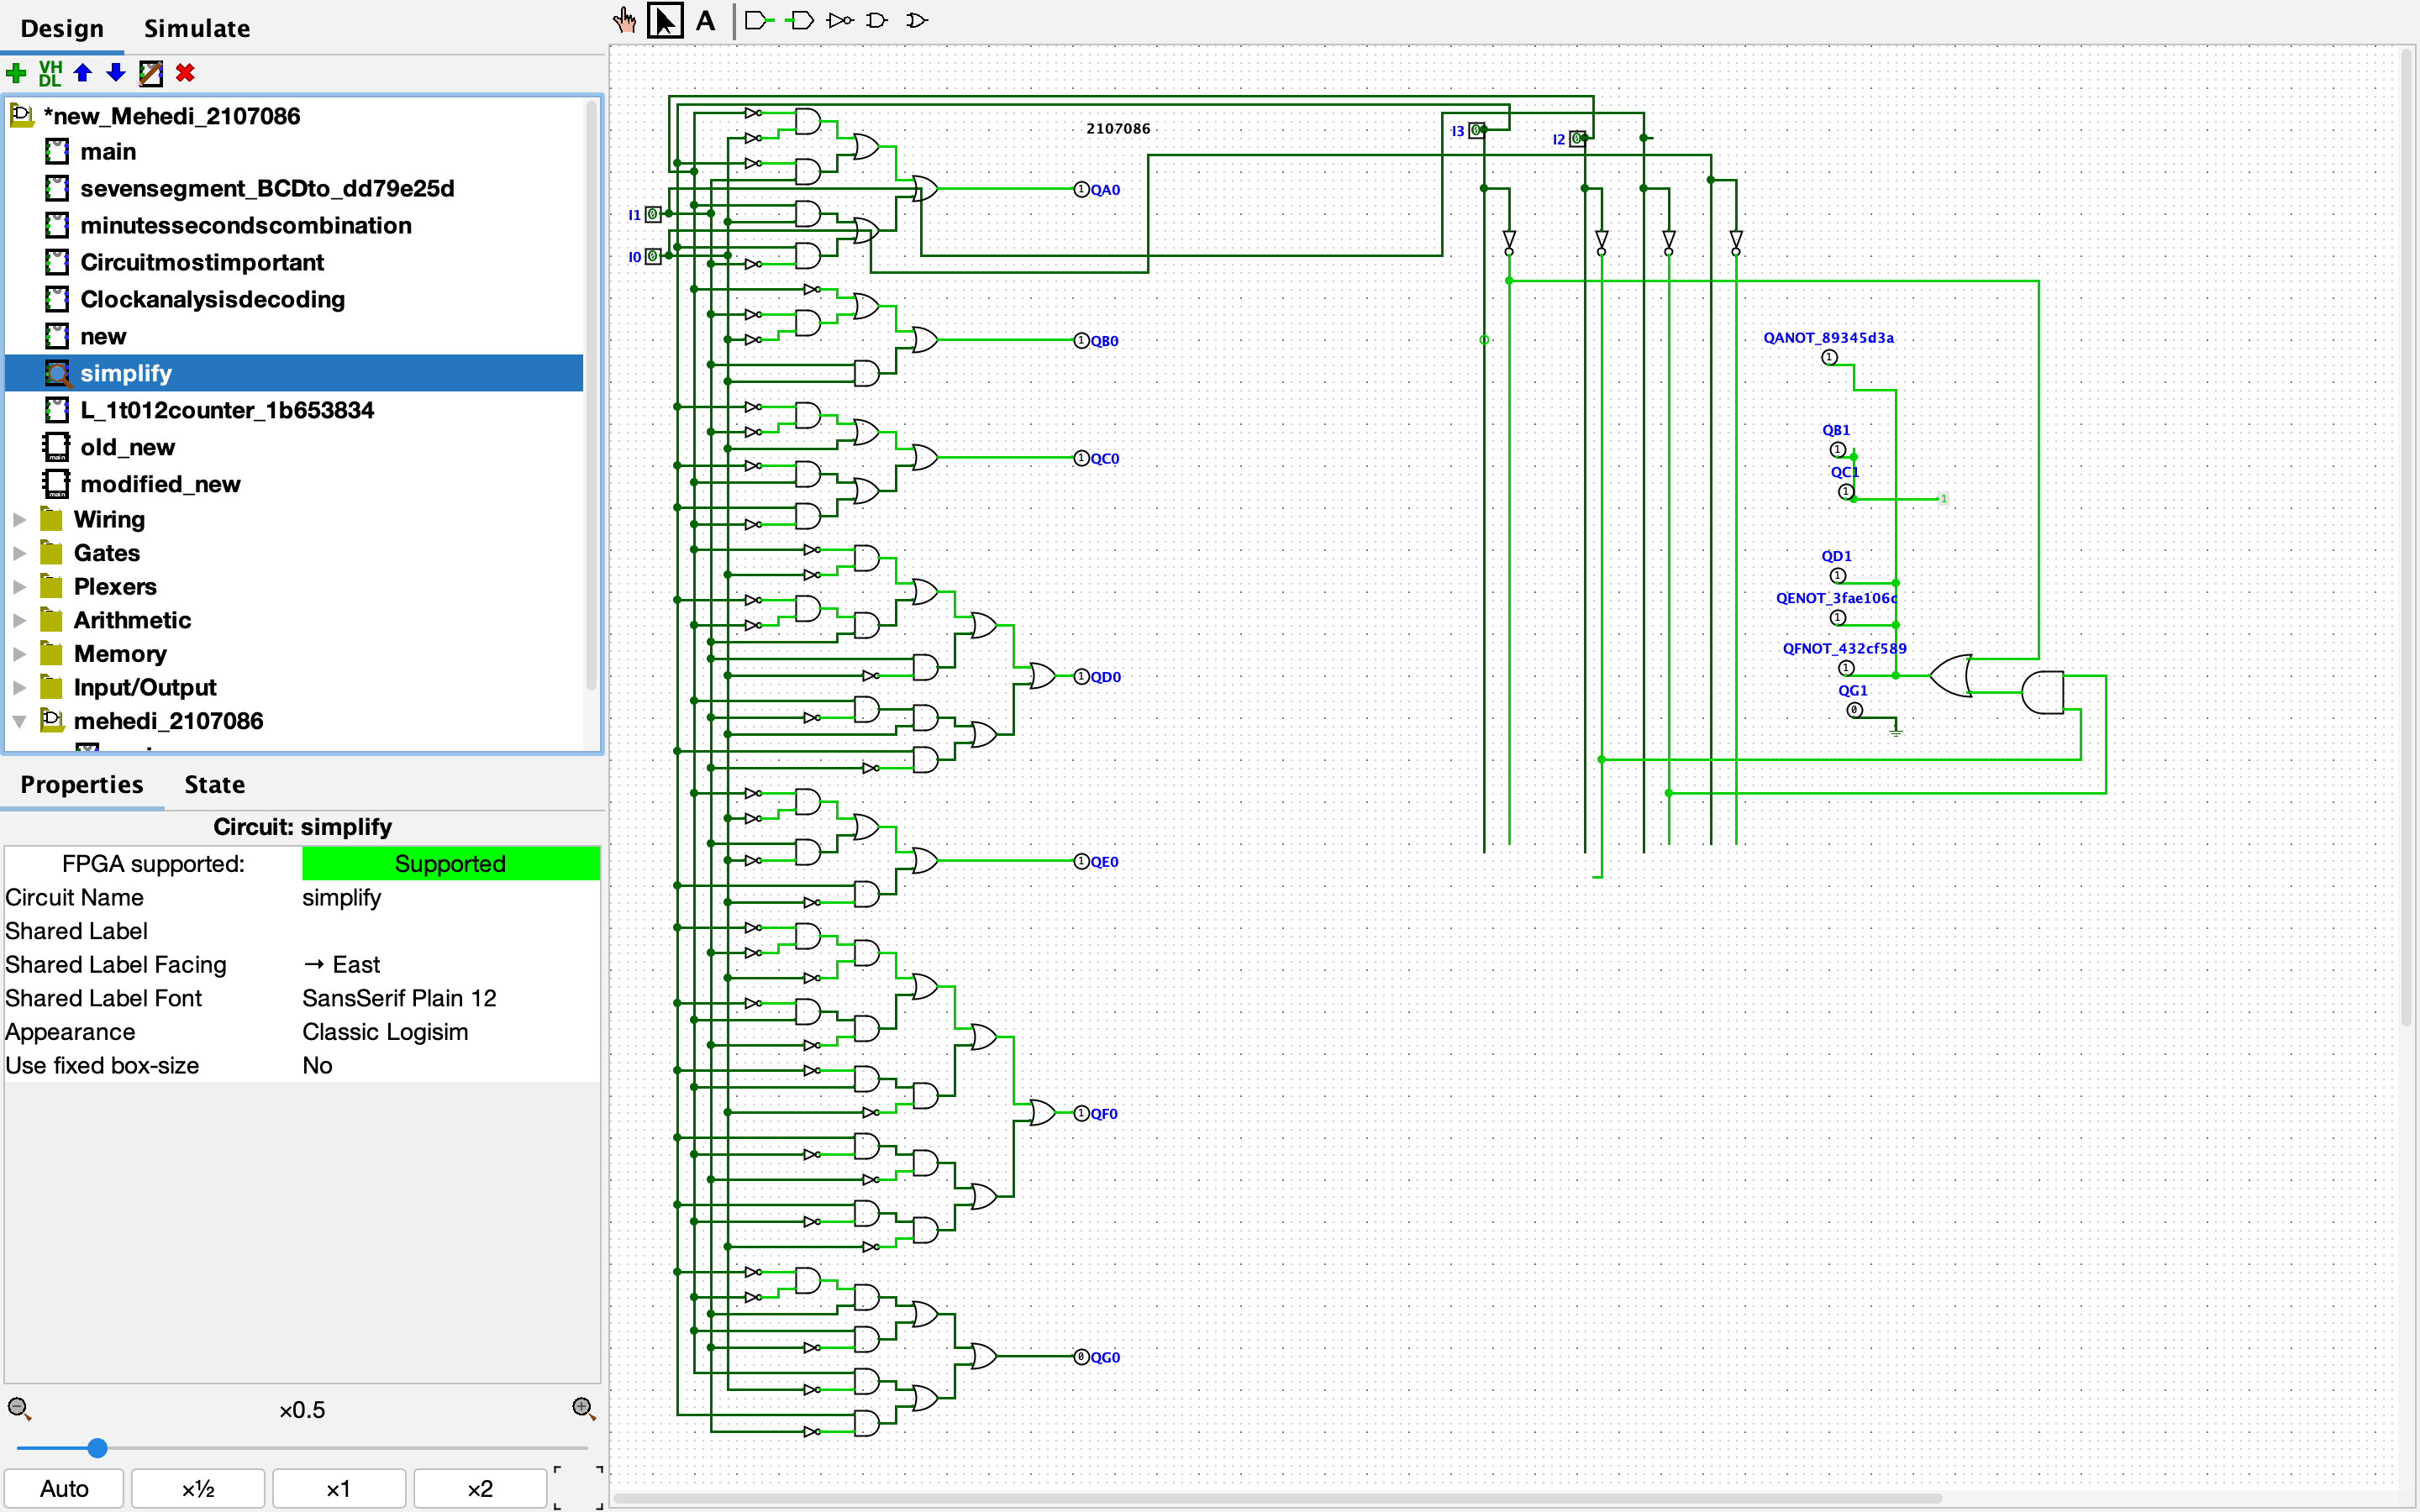 Design Simulate
VH
DL
*new_Mehedi_2107086
main
sevensegment_BCDto_dd79e25d
minutessecondscombination
Circuitmostimportant
Clockanalysisdecoding
new
simplify
L_1t012counter_1b653834
old_new
modified_new
Wiring
Gates
Plexers
Arithmetic
Memory
Input/Output
mehedi_2107086
Properties State
Circuit: simplify
FPGA supported: Supported
Circuit Name simplify
Shared Label
Shared Label Facing → East
Shared Label Font SansSerif Plain 12
Appearance Classic Logisim
Use fixed box-size No
×0.5
Auto ×½ ×1 ×2
A
2107086
I3 0
I2 0
I1 0
I0 0
1 QA0
1 QB0
1 QC0
1 QD0
1 QE0
1 QF0
0 QG0
QANOT_89345d3a
1
QB1
1
QC1
1 1
QD1
1
QENOT_3fae106c
1
QFNOT_432cf589
1
QG1
0